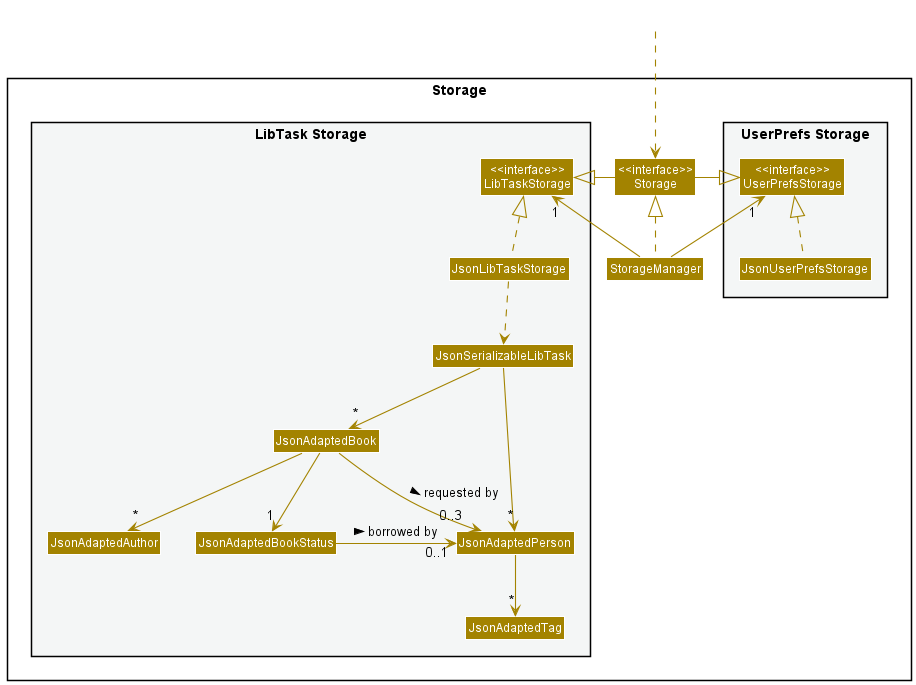 Storage
LibTask Storage
UserPrefs Storage
<<interface>>
LibTaskStorage
<<interface>>
Storage
<<interface>>
UserPrefsStorage
1
1
JsonLibTaskStorage
StorageManager
JsonUserPrefsStorage
JsonSerializableLibTask
*
JsonAdaptedBook
requested by
*
1
0..3
*
borrowed by
JsonAdaptedAuthor
JsonAdaptedBookStatus
0..1
JsonAdaptedPerson
*
JsonAdaptedTag